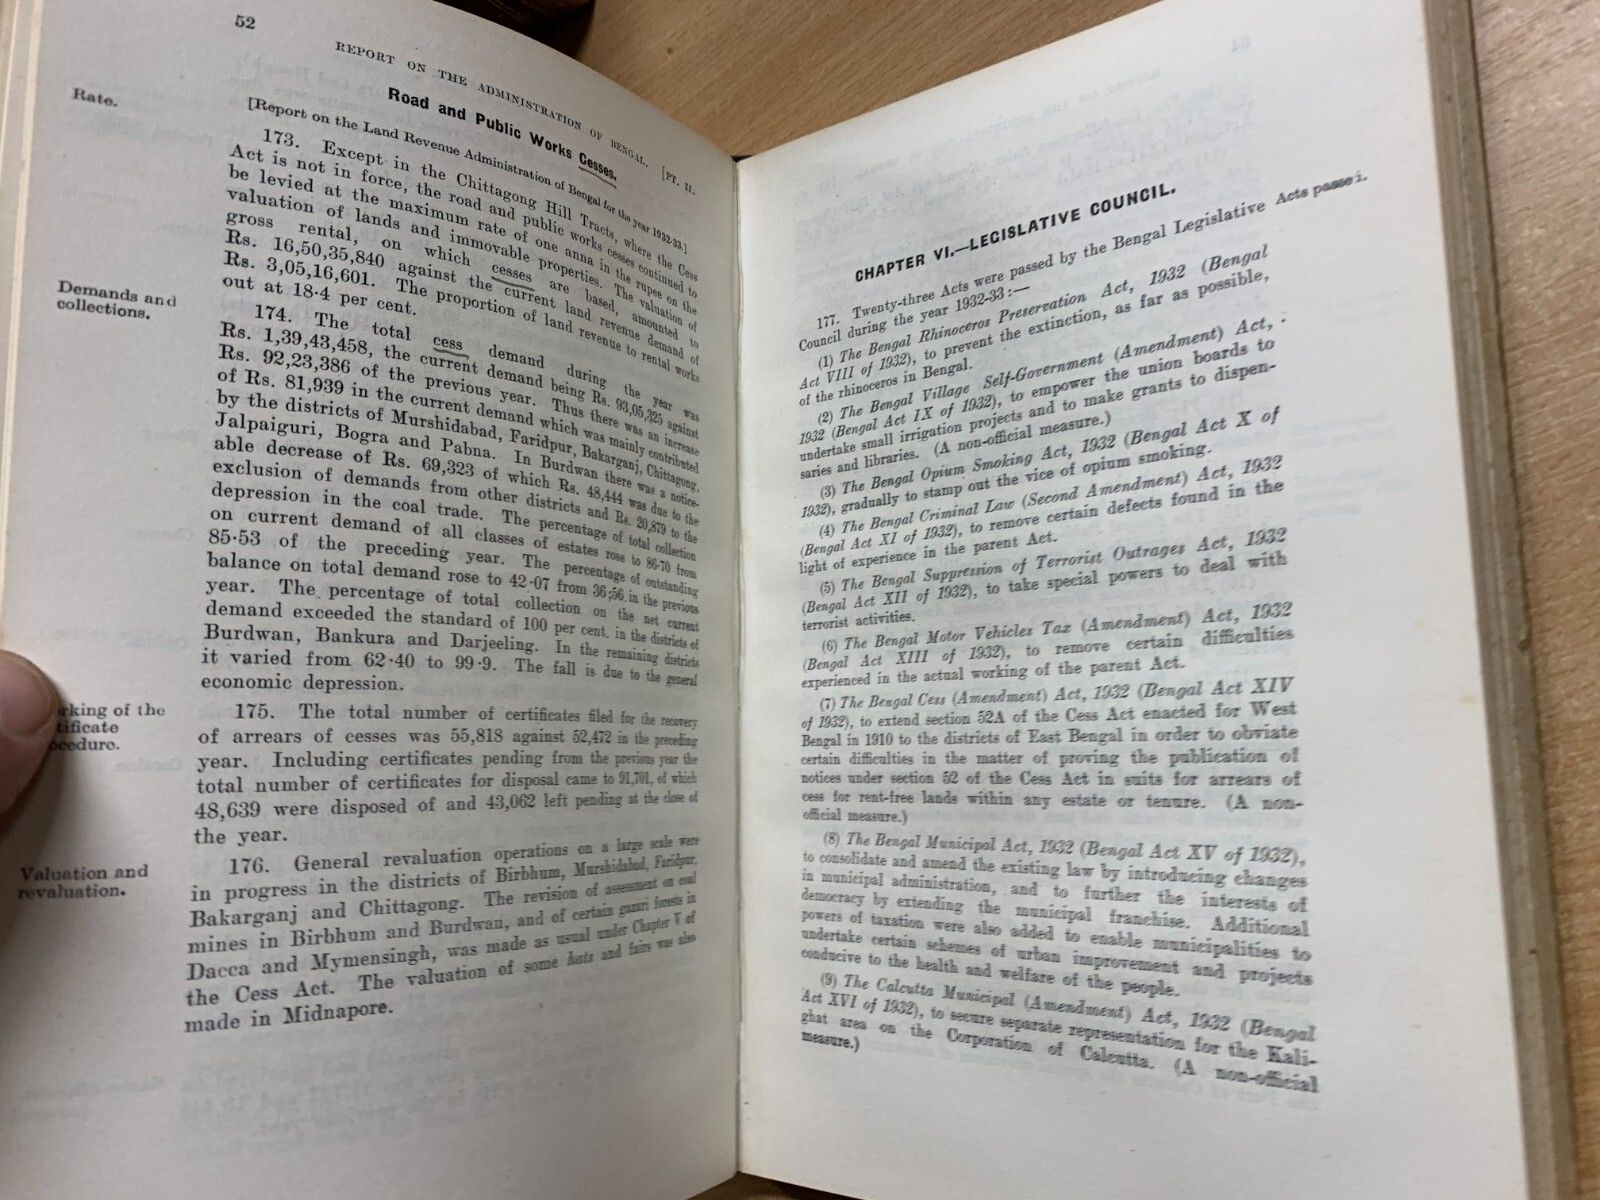 52
REPORT ON THE ADMINISTRATION OF BENGAL. [PT. II.
Road and Public Works Cesses.
[Report on the Land Revenue Administration of Bengal for the year 1932-33.]
Rate.
173. Except in the Chittagong Hill Tracts, where the Cess
Act is not in force, the road and public works cesses continued to
be levied at the maximum rate of one anna in the rupee on the
valuation of lands and immovable properties. The valuation of
gross rental, on which cesses are based, amounted to
Rs. 16,50,35,840 against the current land revenue demand of
Rs. 3,05,16,601. The proportion of land revenue to rental works
out at 18·4 per cent.
Demands and
collections.
174. The total cess demand during the year was
Rs. 1,39,43,458, the current demand being Rs. 93,05,325 against
Rs. 92,23,386 of the previous year. Thus there was an increase
of Rs. 81,939 in the current demand which was mainly contributed
by the districts of Murshidabad, Faridpur, Bakarganj, Chittagong,
Jalpaiguri, Bogra and Pabna. In Burdwan there was a notice-
able decrease of Rs. 69,323 of which Rs. 48,444 was due to the
exclusion of demands from other districts and Rs. 20,879 to the
depression in the coal trade. The percentage of total collection
on current demand of all classes of estates rose to 86·70 from
85·53 of the preceding year. The percentage of outstanding
balance on total demand rose to 42·07 from 36;56 in the previous
year. The percentage of total collection on the net current
demand exceeded the standard of 100 per cent. in the districts of
Burdwan, Bankura and Darjeeling. In the remaining districts
it varied from 62·40 to 99·9. The fall is due to the general
economic depression.
rking of the
tificate
ocedure.
175. The total number of certificates filed for the recovery
of arrears of cesses was 55,818 against 52,472 in the preceding
year. Including certificates pending from the previous year the
total number of certificates for disposal came to 91,701, of which
48,639 were disposed of and 43,062 left pending at the close of
the year.
Valuation and
revaluation.
176. General revaluation operations on a large scale were
in progress in the districts of Birbhum, Murshidabad, Faridpur,
Bakarganj and Chittagong. The revision of assessment on coal
mines in Birbhum and Burdwan, and of certain gazari forests in
Dacca and Mymensingh, was made as usual under Chapter V of
the Cess Act. The valuation of some hats and fairs was also
made in Midnapore.
CHAPTER VI.—LEGISLATIVE COUNCIL.
177. Twenty-three Acts were passed by the Bengal Legislative Acts passed.
Council during the year 1932-33:—
(1) The Bengal Rhinoceros Preservation Act, 1932 (Bengal
Act VIII of 1932), to prevent the extinction, as far as possible,
of the rhinoceros in Bengal.
(2) The Bengal Village Self-Government (Amendment) Act,
1932 (Bengal Act IX of 1932), to empower the union boards to
undertake small irrigation projects and to make grants to dispen-
saries and libraries. (A non-official measure.)
(3) The Bengal Opium Smoking Act, 1932 (Bengal Act X of
1932), gradually to stamp out the vice of opium smoking.
(4) The Bengal Criminal Law (Second Amendment) Act, 1932
(Bengal Act XI of 1932), to remove certain defects found in the
light of experience in the parent Act.
(5) The Bengal Suppression of Terrorist Outrages Act, 1932
(Bengal Act XII of 1932), to take special powers to deal with
terrorist activities.
(6) The Bengal Motor Vehicles Tax (Amendment) Act, 1932
(Bengal Act XIII of 1932), to remove certain difficulties
experienced in the actual working of the parent Act.
(7) The Bengal Cess (Amendment) Act, 1932 (Bengal Act XIV
of 1932), to extend section 52A of the Cess Act enacted for West
Bengal in 1910 to the districts of East Bengal in order to obviate
certain difficulties in the matter of proving the publication of
notices under section 52 of the Cess Act in suits for arrears of
cess for rent-free lands within any estate or tenure. (A non-
official measure.)
(8) The Bengal Municipal Act, 1932 (Bengal Act XV of 1932),
to consolidate and amend the existing law by introducing changes
in municipal administration, and to further the interests of
democracy by extending the municipal franchise. Additional
powers of taxation were also added to enable municipalities to
undertake certain schemes of urban improvement and projects
conducive to the health and welfare of the people.
(9) The Calcutta Municipal (Amendment) Act, 1932 (Bengal
Act XVI of 1932), to secure separate representation for the Kali-
ghat area on the Corporation of Calcutta. (A non-official
measure.)